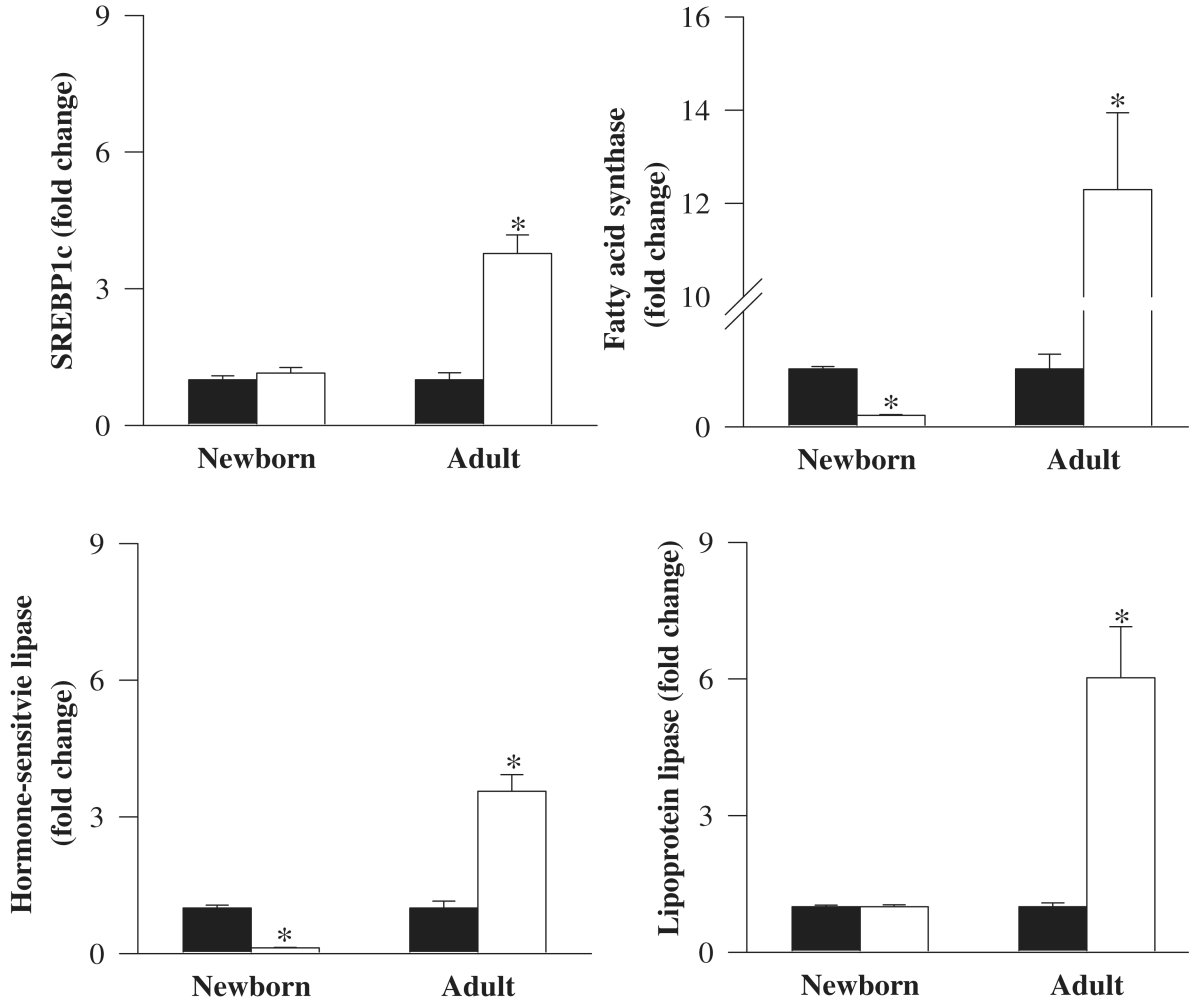 SREBP1c (fold change)
9
6
3
0
*
Newborn
Adult
Fatty acid synthase
(fold change)
16
14
12
10
0
*
*
Newborn
Adult
Hormone-sensitvie lipase
(fold change)
9
6
3
0
*
*
Newborn
Adult
Lipoprotein lipase (fold change)
9
6
3
0
*
Newborn
Adult